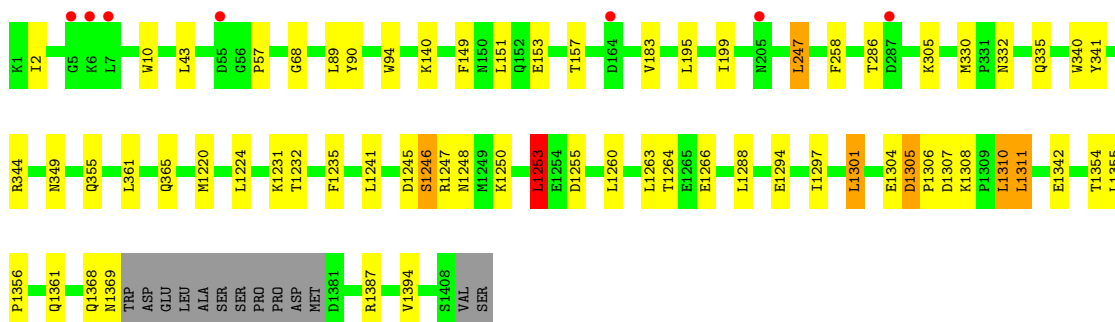 K1 I2 G5 K6 L7 W10 L43 D55 G56 P57 G68 L89 Y90 W94 K140 F149 N150 L151 Q152 E153 T157 D164 V183 L195 I199 N205 L247 F258 T286 D287 K305 M330 P331 N332 Q335 W340 Y341
R344 N349 Q355 L361 Q365 M1220 L1224 K1231 T1232 F1235 L1241 D1245 S1246 R1247 N1248 M1249 K1250 L1253 E1254 D1255 L1260 L1263 T1264 E1265 E1266 L1288 E1294 I1297 L1301 E1304 D1305 P1306 D1307 K1308 P1309 L1310 L1311 E1342 T1354 L1355
P1356 Q1361 Q1368 N1369 TRP ASP GLU LEU ALA SER SER PRO PRO ASP MET D1381 R1387 V1394 S1408 VAL SER